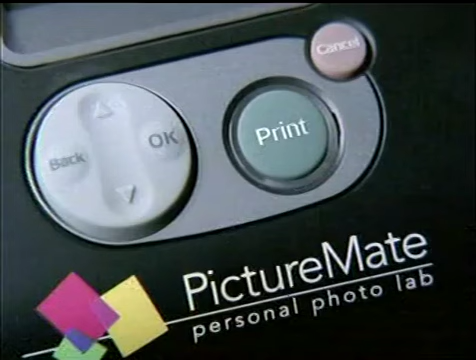 Cancel
Print
OK
Back
PictureMate
personal photo lab